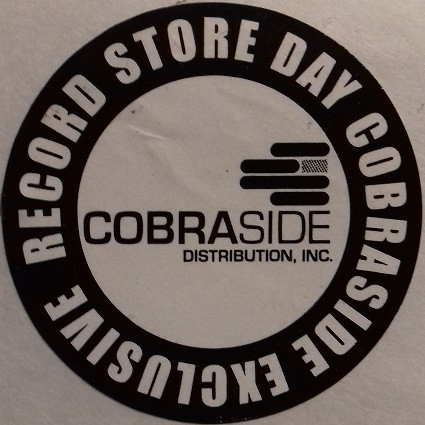 RECORD STORE DAY COBRASIDE EXCLUSIVE
COBRASIDE
DISTRIBUTION, INC.